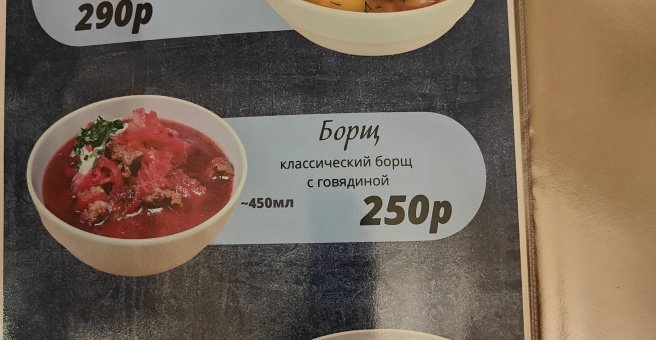 290р
Борщ
классический борщ
с говядиной
~450мл
250р